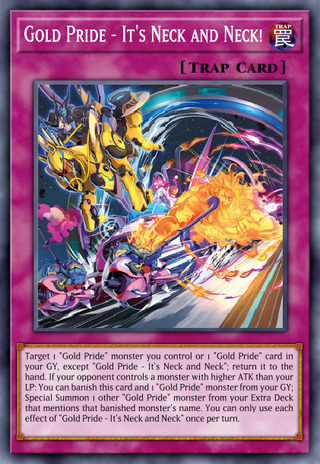 Gold Pride - It's Neck and Neck!
TRAP
罠
[Trap Card]
Target 1 "Gold Pride" monster you control or 1 "Gold Pride" card in
your GY, except "Gold Pride - It's Neck and Neck"; return it to the
hand. If your opponent controls a monster with higher ATK than your
LP: You can banish this card and 1 "Gold Pride" monster from your GY;
Special Summon 1 other "Gold Pride" monster from your Extra Deck
that mentions that banished monster's name. You can only use each
effect of "Gold Pride - It's Neck and Neck" once per turn.